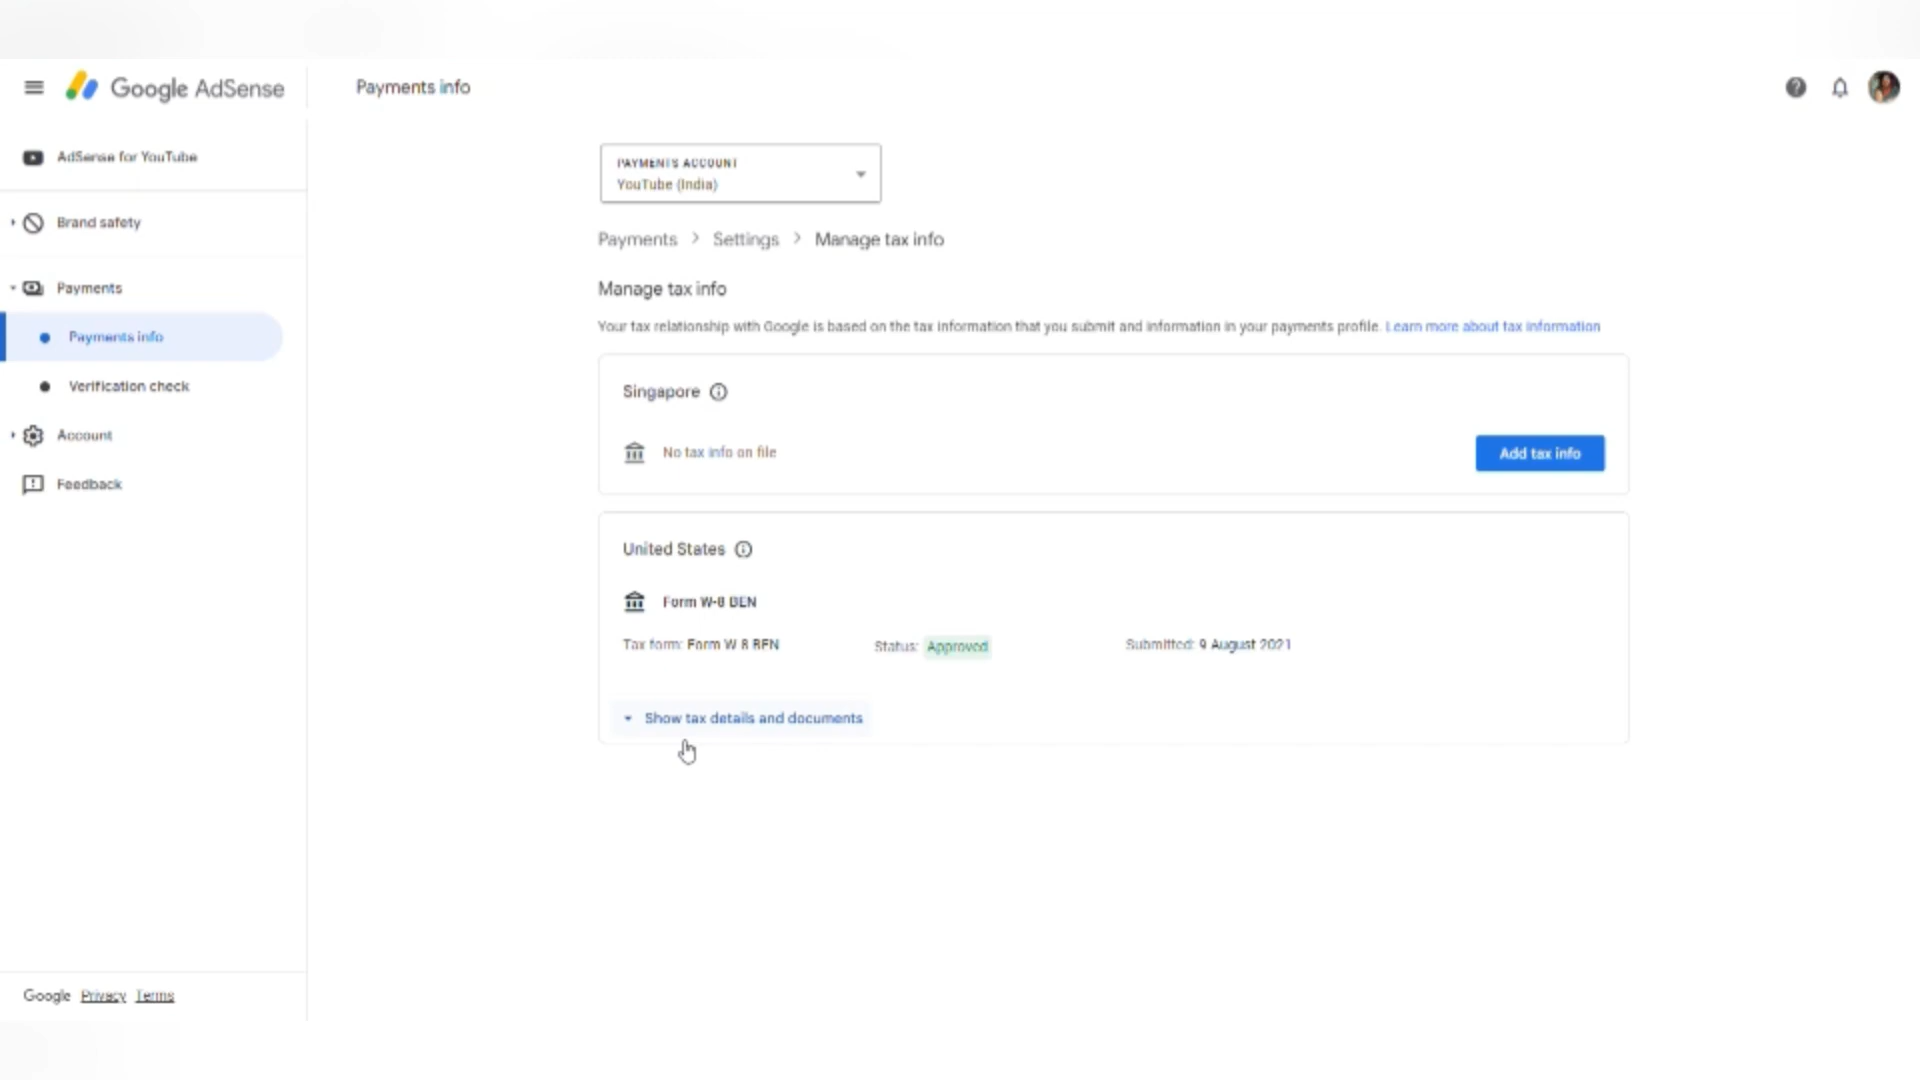 Google AdSense
Payments info
AdSense for YouTube
Brand safety
Payments
Payments info
Verification check
Account
Feedback
PAYMENTS ACCOUNT
YouTube (India)
Payments > Settings > Manage tax info
Manage tax info
Your tax relationship with Google is based on the tax information that you submit and information in your payments profile. Learn more about tax information
Singapore
No tax info on file
Add tax info
United States
Form W-8 BEN
Tax form: Form W-8 BEN Status: Approved Submitted: 9 August 2021
Show tax details and documents
Google Privacy Terms